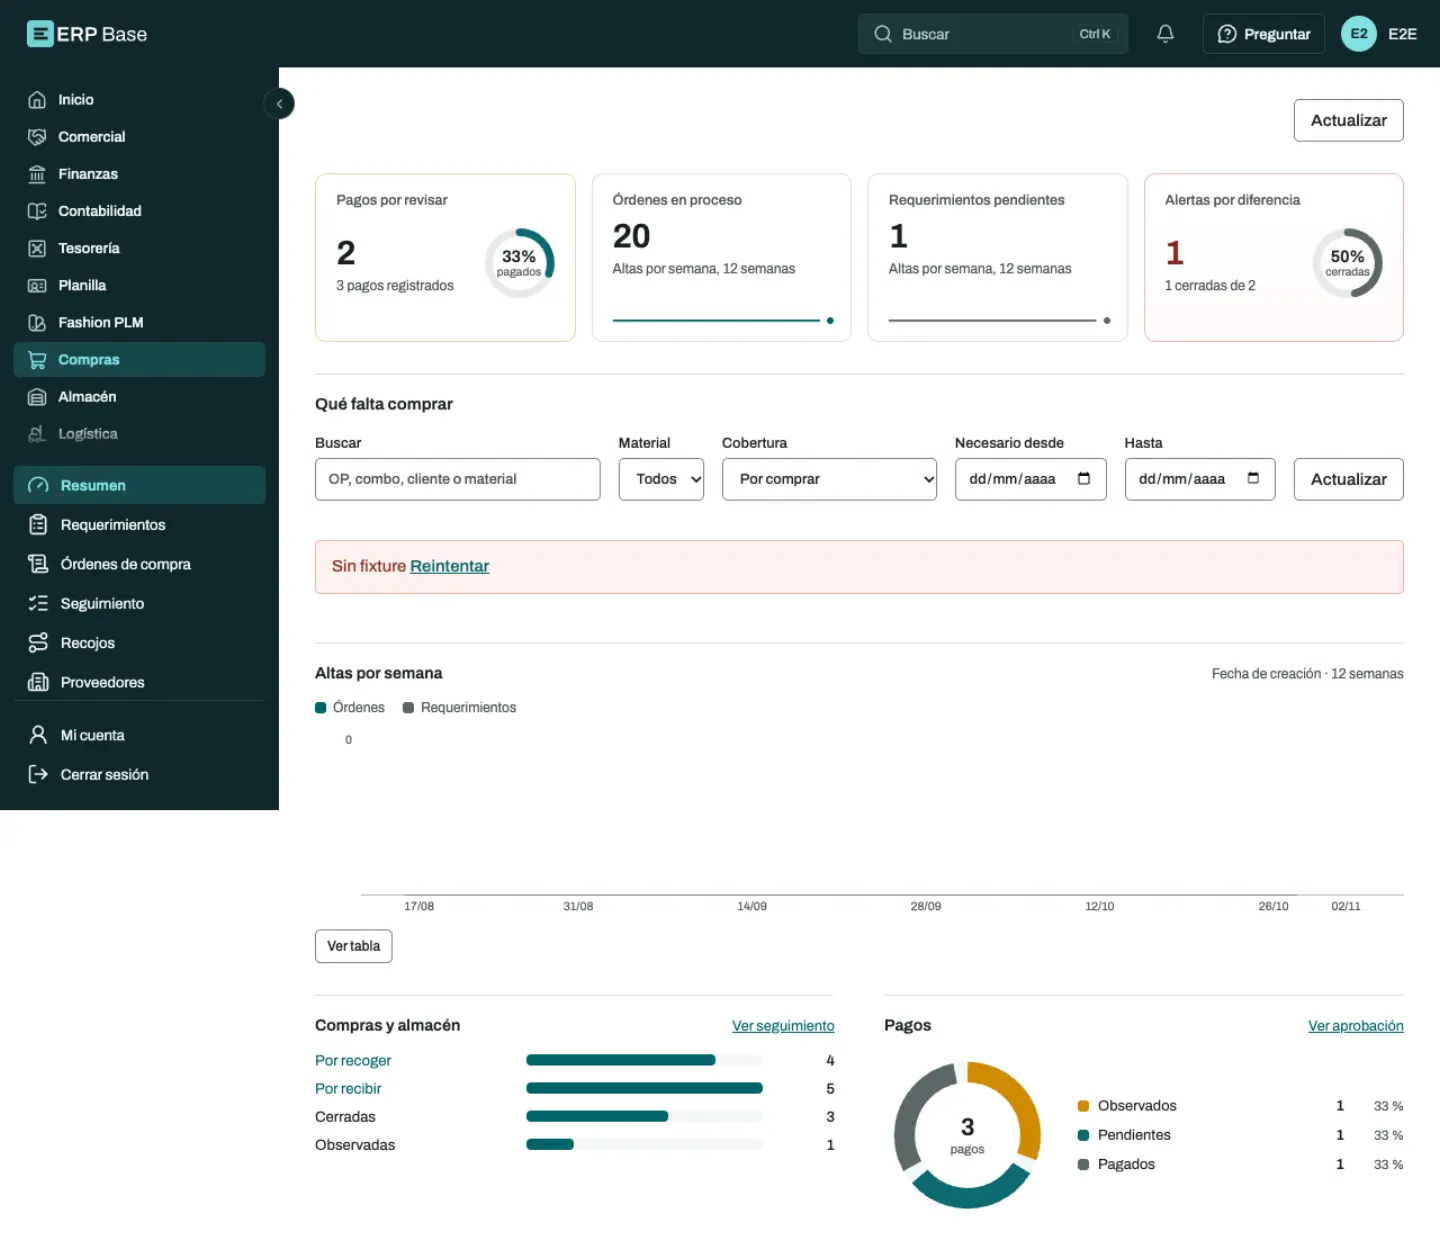 ERP Base
Buscar
Ctrl K
Preguntar
E2
E2E
Inicio
Comercial
Finanzas
Contabilidad
Tesorería
Planilla
Fashion PLM
Compras
Almacén
Logística
Resumen
Requerimientos
Órdenes de compra
Seguimiento
Recojos
Proveedores
Mi cuenta
Cerrar sesión
Actualizar
Pagos por revisar
2
3 pagos registrados
33%
pagados
Órdenes en proceso
20
Altas por semana, 12 semanas
Requerimientos pendientes
1
Altas por semana, 12 semanas
Alertas por diferencia
1
1 cerradas de 2
50%
cerradas
Qué falta comprar
Buscar
OP, combo, cliente o material
Material
Todos
Cobertura
Por comprar
Necesario desde
dd/mm/aaaa
Hasta
dd/mm/aaaa
Actualizar
Sin fixture Reintentar
Altas por semana
Fecha de creación · 12 semanas
Órdenes
Requerimientos
0
17/08
31/08
14/09
28/09
12/10
26/10
02/11
Ver tabla
Compras y almacén
Ver seguimiento
Por recoger 4
Por recibir 5
Cerradas 3
Observadas 1
Pagos
Ver aprobación
3
pagos
Observados 1 33 %
Pendientes 1 33 %
Pagados 1 33 %